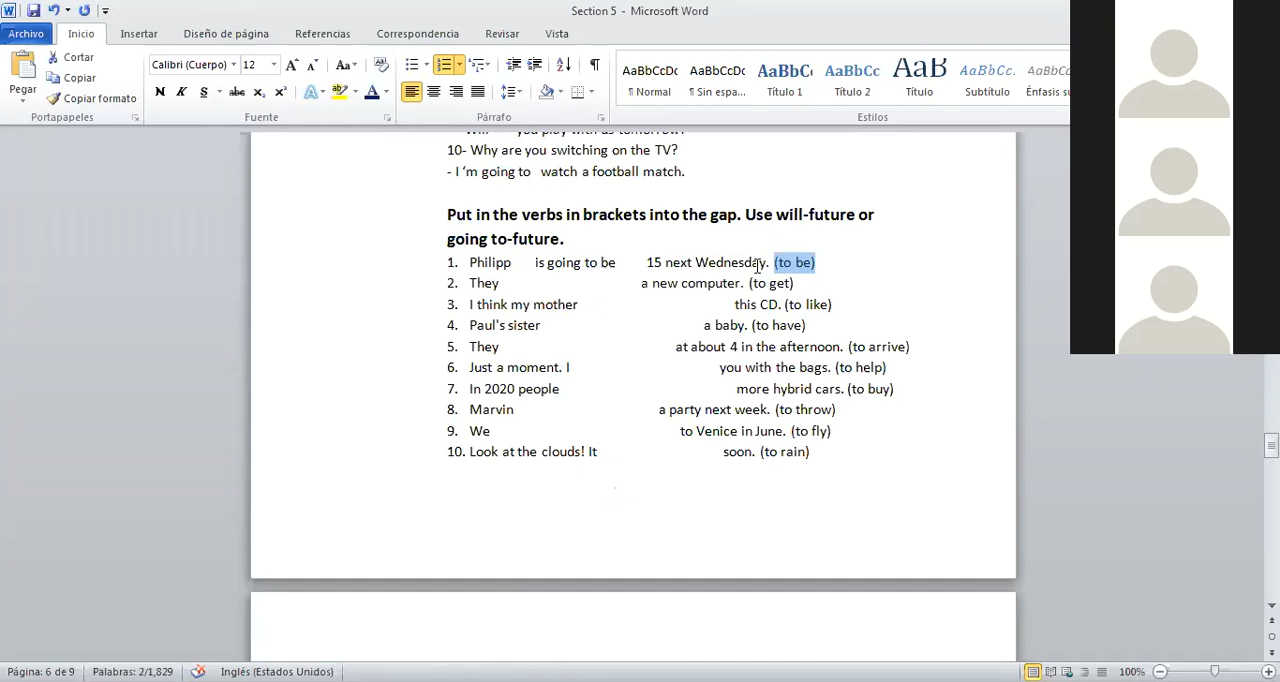 Section 5 - Microsoft Word
Archivo Inicio Insertar Diseño de página Referencias Correspondencia Revisar Vista
Pegar
Cortar
Copiar
Copiar formato
Portapapeles
Calibri (Cuerpo) 12
Fuente
Párrafo
AaBbCcDc AaBbCcDc AaBbC AaBbCc AaB AaBbCc. AaBbCcDc
¶ Normal ¶ Sin espa... Título 1 Título 2 Título Subtítulo Énfasis su
Estilos
10- Why are you switching on the TV?
- I ‘m going to watch a football match.
Put in the verbs in brackets into the gap. Use will-future or
going to-future.
1. Philipp is going to be 15 next Wednesday. (to be)
2. They a new computer. (to get)
3. I think my mother this CD. (to like)
4. Paul's sister a baby. (to have)
5. They at about 4 in the afternoon. (to arrive)
6. Just a moment. I you with the bags. (to help)
7. In 2020 people more hybrid cars. (to buy)
8. Marvin a party next week. (to throw)
9. We to Venice in June. (to fly)
10. Look at the clouds! It soon. (to rain)
Página: 6 de 9 Palabras: 2/1,829 Inglés (Estados Unidos) 100%